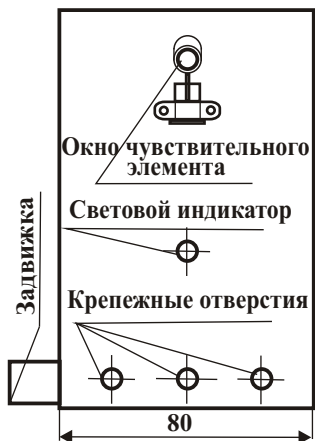 Окно чувствительного
элемента
Световой индикатор
Задвижка
Крепежные отверстия
80